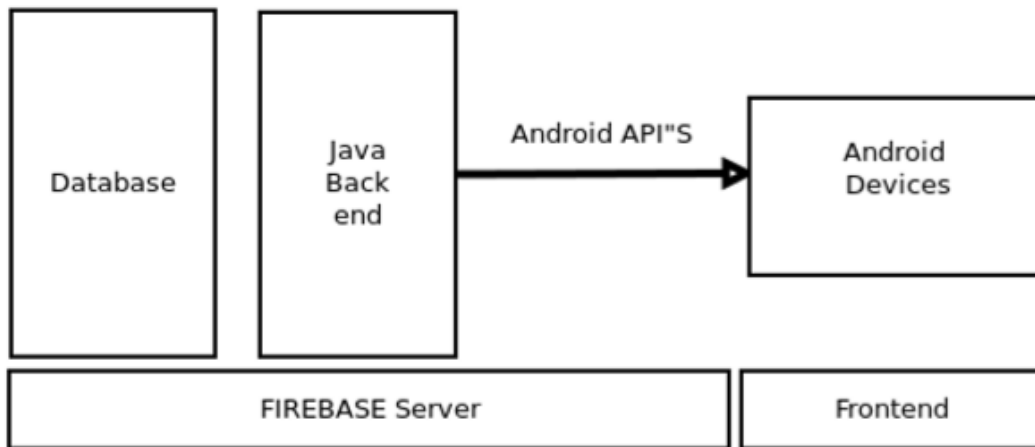 Database
Java
Back
end
Android API"S
Android
Devices
FIREBASE Server
Frontend